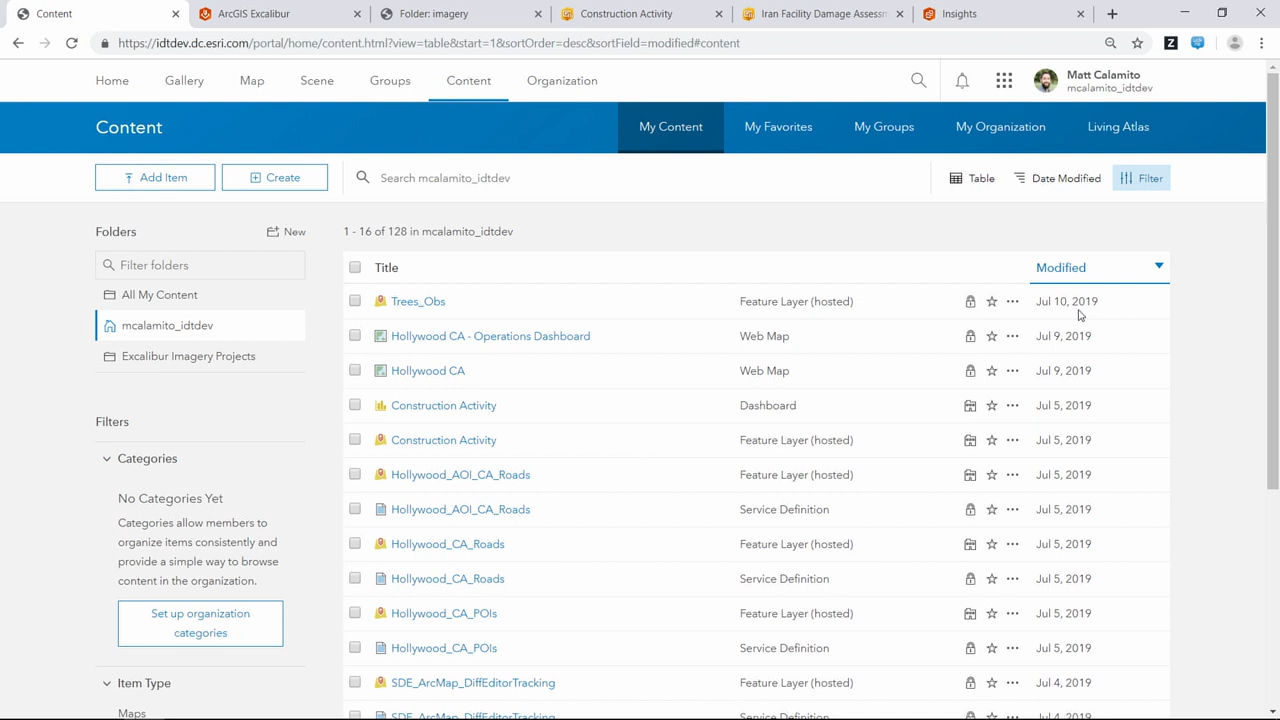 Content
ArcGIS Excalibur
Folder: imagery
Construction Activity
Iran Facility Damage Assessm
Insights
https://idtdev.dc.esri.com/portal/home/content.html?view=table&start=1&sortOrder=desc&sortField=modified#content
Home Gallery Map Scene Groups Content Organization
Matt Calamito
mcalamito_idtdev
Content
My Content My Favorites My Groups My Organization Living Atlas
Add Item Create Search mcalamito_idtdev Table Date Modified Filter
Folders New
Filter folders
All My Content
mcalamito_idtdev
Excalibur Imagery Projects
Filters
Categories
No Categories Yet
Categories allow members to
organize items consistently and
provide a simple way to browse
content in the organization.
Set up organization
categories
Item Type
Maps
1 - 16 of 128 in mcalamito_idtdev
Title Modified
Trees_Obs Feature Layer (hosted) Jul 10, 2019
Hollywood CA - Operations Dashboard Web Map Jul 9, 2019
Hollywood CA Web Map Jul 9, 2019
Construction Activity Dashboard Jul 5, 2019
Construction Activity Feature Layer (hosted) Jul 5, 2019
Hollywood_AOI_CA_Roads Feature Layer (hosted) Jul 5, 2019
Hollywood_AOI_CA_Roads Service Definition Jul 5, 2019
Hollywood_CA_Roads Feature Layer (hosted) Jul 5, 2019
Hollywood_CA_Roads Service Definition Jul 5, 2019
Hollywood_CA_POIs Feature Layer (hosted) Jul 5, 2019
Hollywood_CA_POIs Service Definition Jul 5, 2019
SDE_ArcMap_DiffEditorTracking Feature Layer (hosted) Jul 4, 2019
SDE_ArcMap_DiffEditorTracking Service Definition Jul 4, 2019